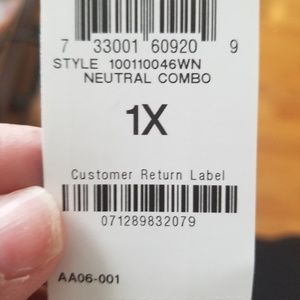 7 33001 60920 9
STYLE 100110046WN
NEUTRAL COMBO
1X
Customer Return Label
071289832079
AA06-001